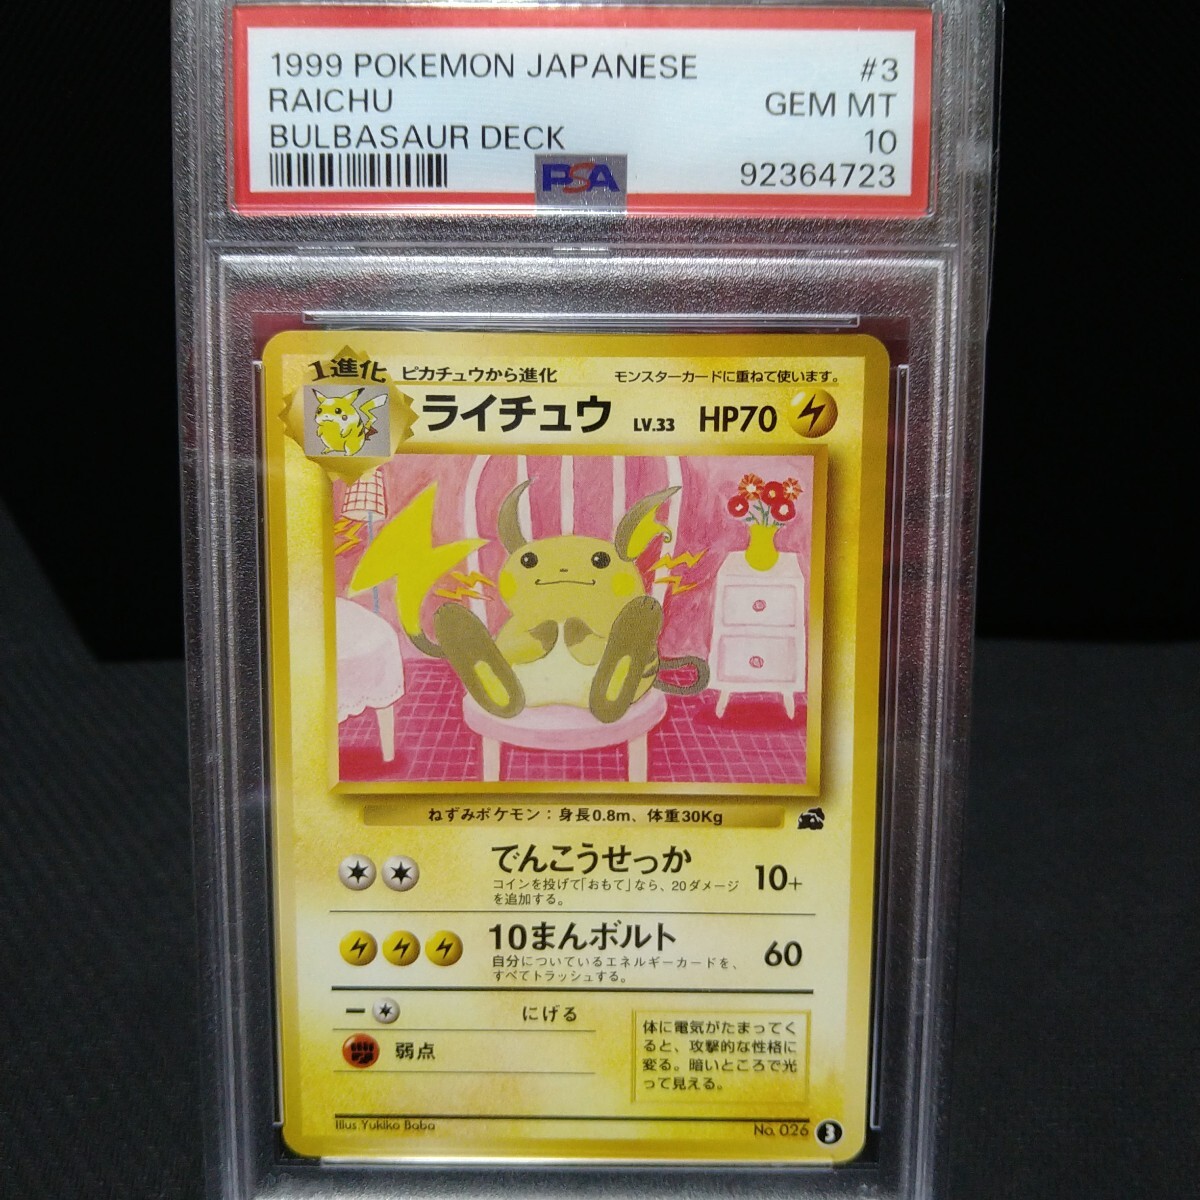 1999 POKEMON JAPANESE #3
RAICHU GEM MT
BULBASAUR DECK 10
PSA 92364723
1進化 ピカチュウから進化 モンスターカードに重ねて使います。
ライチュウ LV.33 HP70
ねずみポケモン：身長0.8m、体重30Kg
でんこうせっか 10+
コインを投げて「おもて」なら、20ダメージ
を追加する。
10まんボルト 60
自分についているエネルギーカードを、
すべてトラッシュする。
ー にげる
弱点
体に電気がたまってく
ると、攻撃的な性格に
変る。暗いところで光
って見える。
Illus.Yukiko Baba No. 026 3